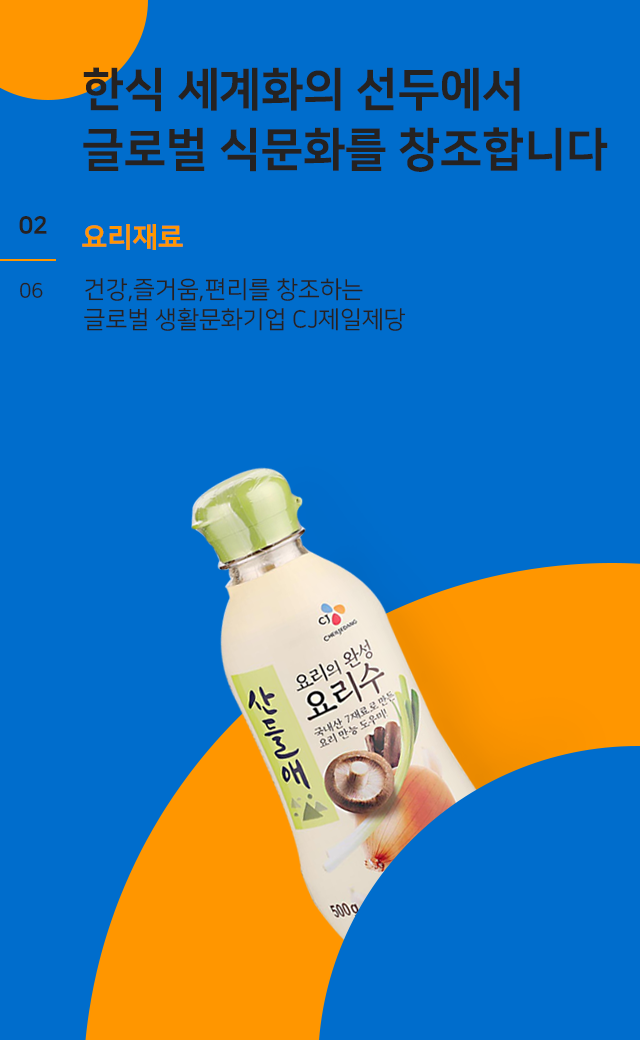 한식 세계화의 선두에서
글로벌 식문화를 창조합니다
02
요리재료
06
건강,즐거움,편리를 창조하는
글로벌 생활문화기업 CJ제일제당
CJ
CHEILJEDANG
요리의 완성
요리수
국내산 7재료로 만든
요리 만능 도우미!
산들애
500g